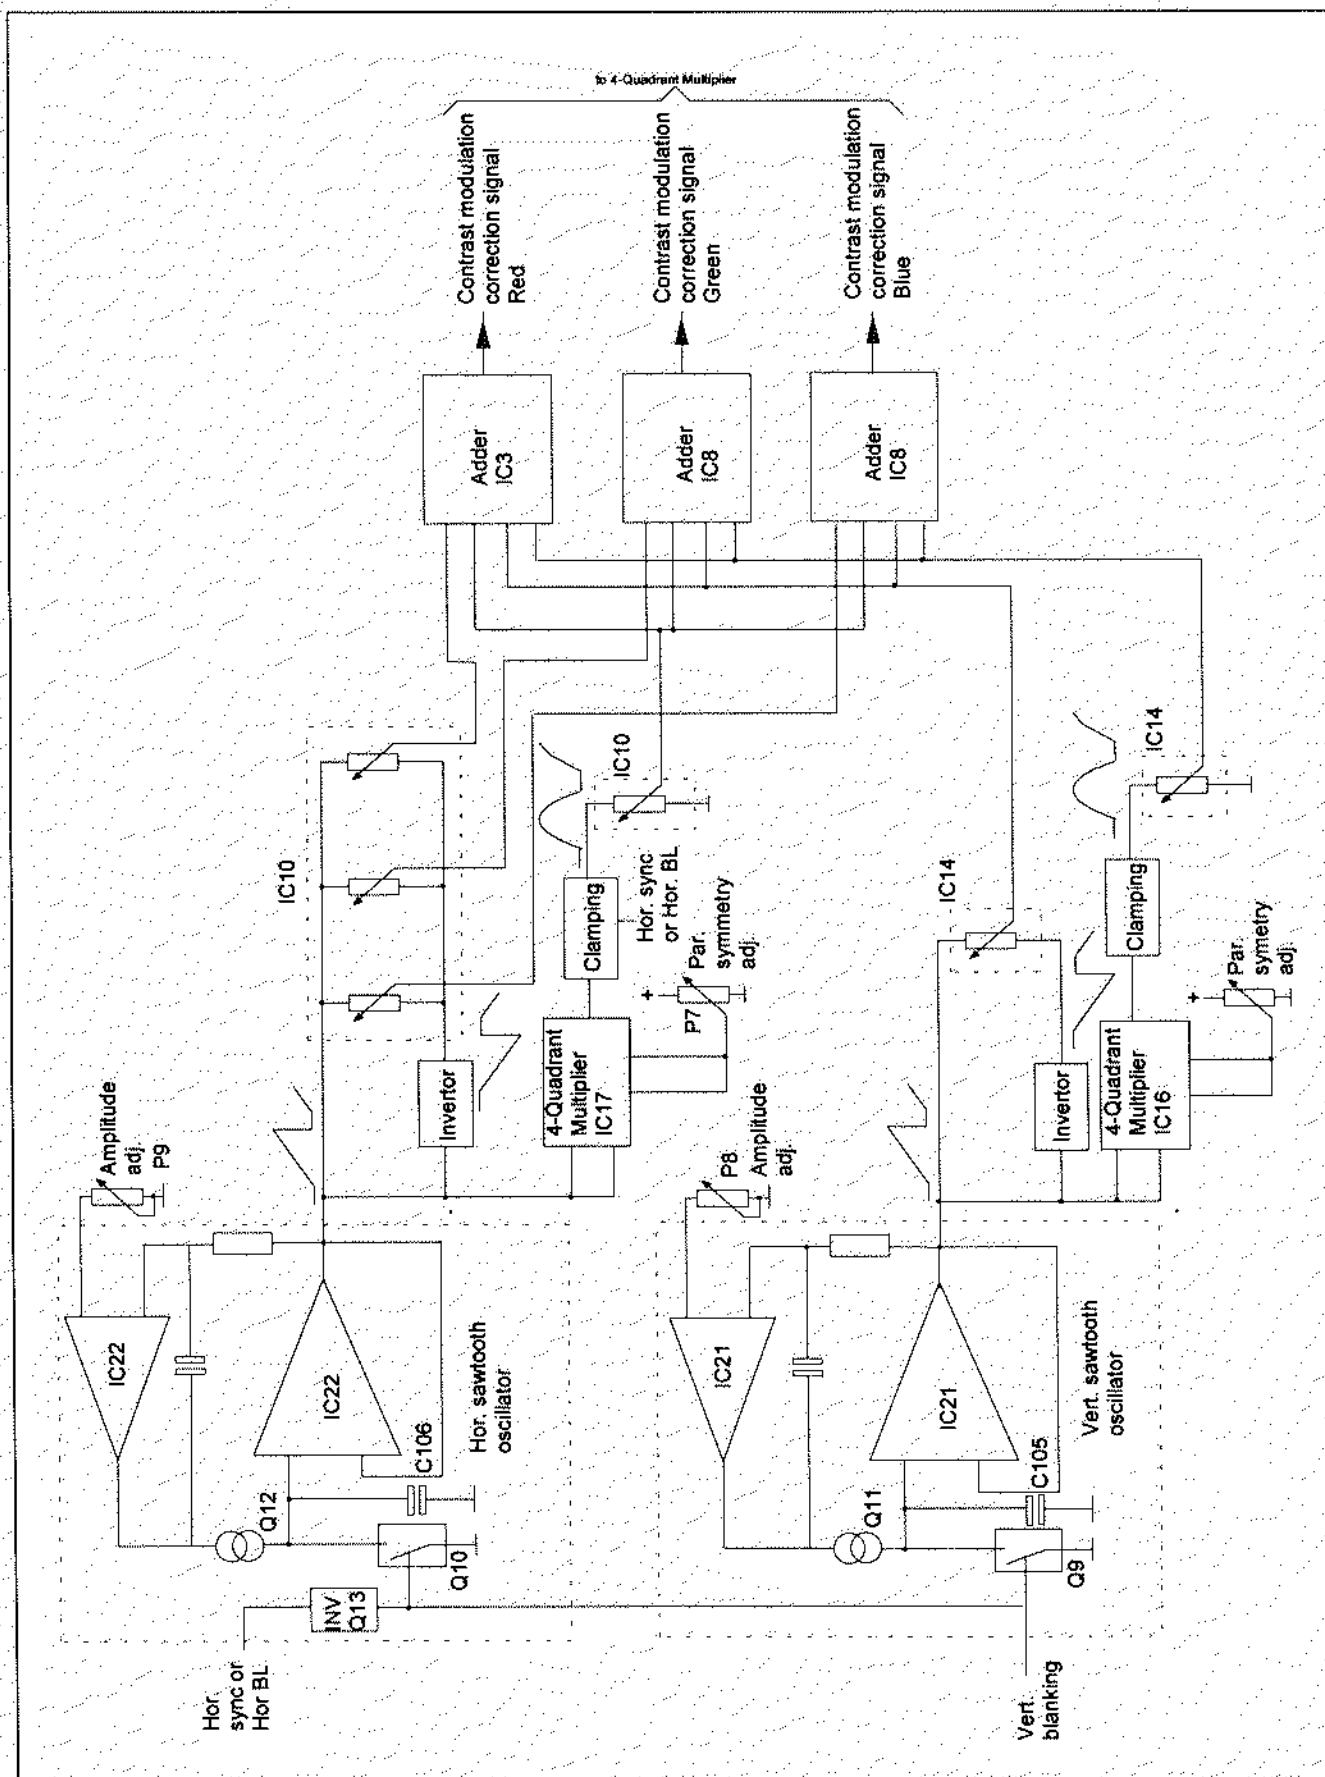 to 4-Quadrant Multiplier
Contrast modulation
correction signal
Red
Contrast modulation
correction signal
Green
Contrast modulation
correction signal
Blue
Adder
IC3
Adder
IC8
Adder
IC8
IC10
IC10
IC14
IC14
Clamping
Hor. sync
or Hor. BL
Par.
symmetry
adj.
P7
Clamping
Par.
symetry
adj.
Invertor
4-Quadrant
Multiplier
IC17
Invertor
4-Quadrant
Multiplier
IC16
Amplitude
adj.
P9
P8
Amplitude
adj.
IC22
IC22
Hor. sawtooth
oscillator
C106
Q12
Q10
INV
Q13
Hor.
sync or
Hor BL
IC21
IC21
Vert. sawtooth
oscillator
C105
Q11
Q9
Vert.
blanking